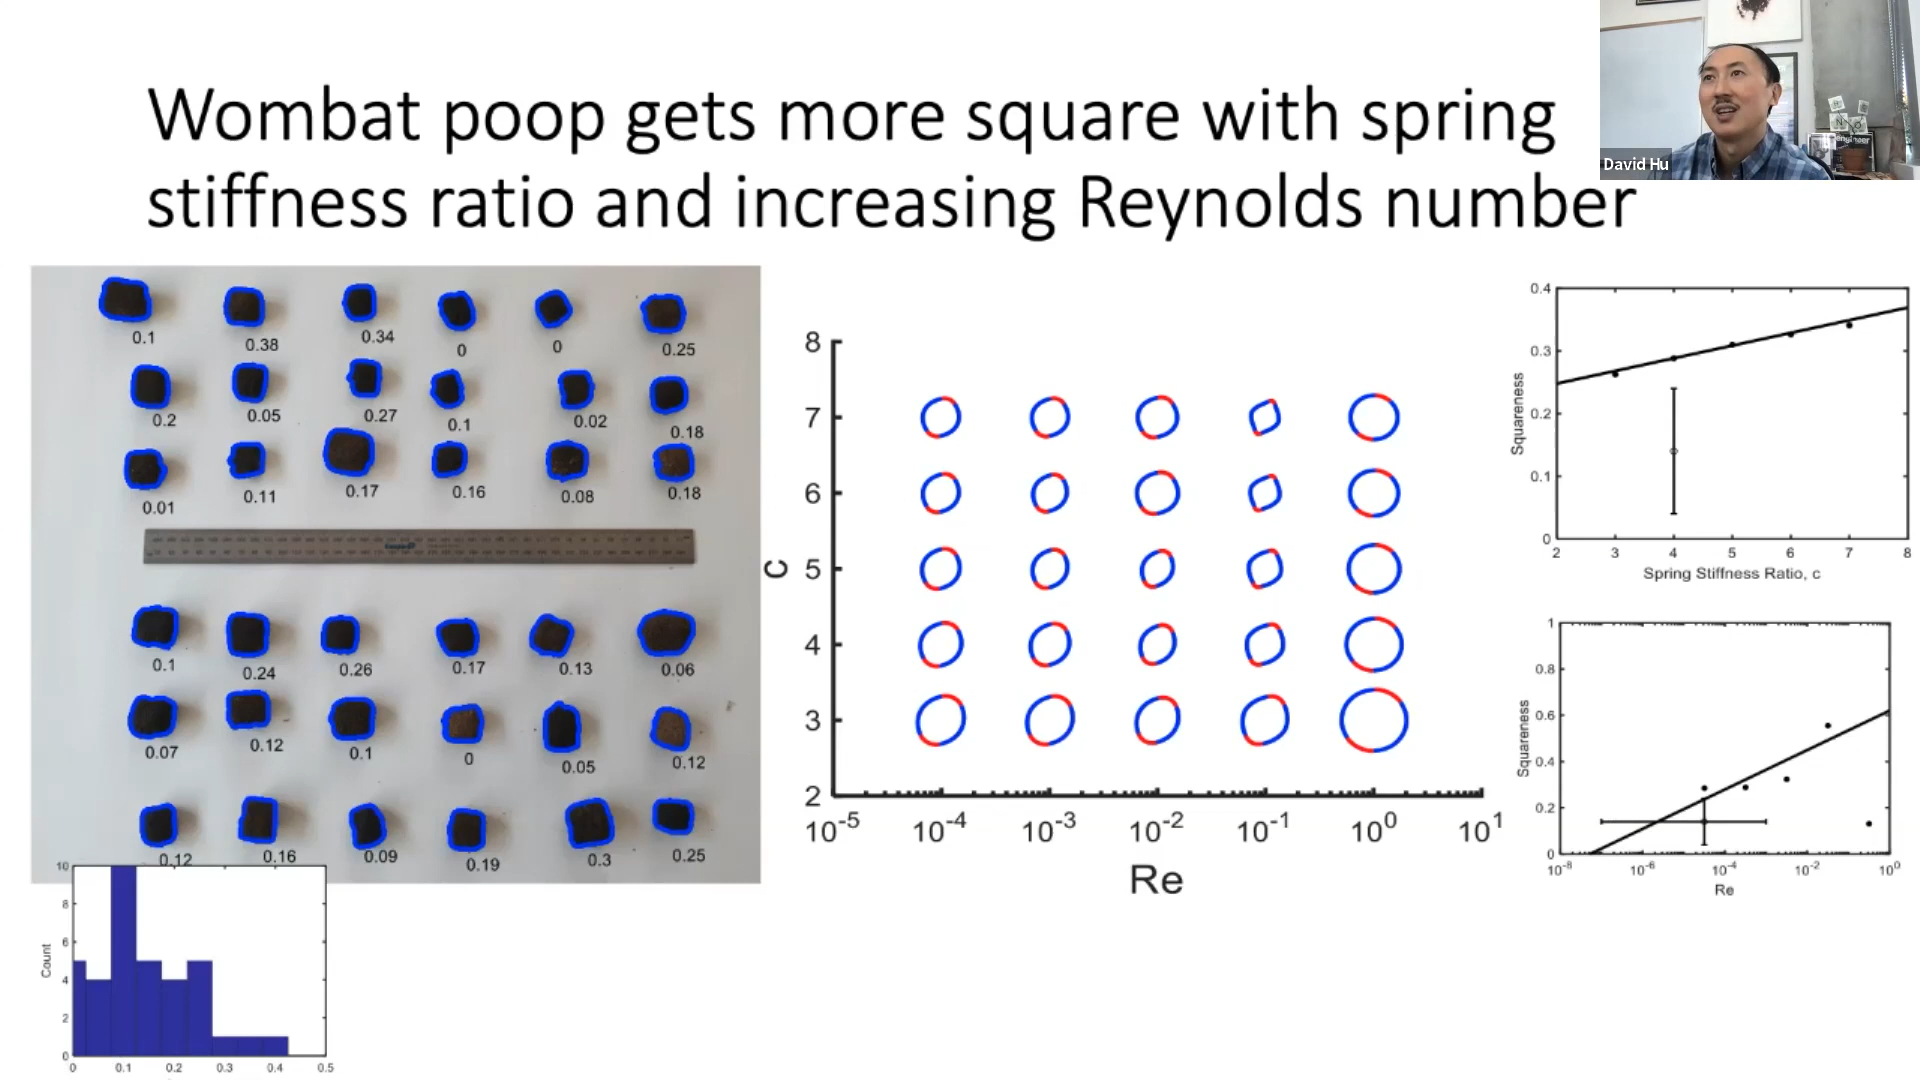 Wombat poop gets more square with spring
stiffness ratio and increasing Reynolds number
David Hu
0.1 0.38 0.34 0 0 0.25
0.2 0.05 0.27 0.1 0.02 0.18
0.01 0.11 0.17 0.16 0.08 0.18
0.1 0.24 0.26 0.17 0.13 0.06
0.07 0.12 0.1 0 0.05 0.12
0.12 0.16 0.09 0.19 0.3 0.25
10
8
6
4
2
0
Count
0 0.1 0.2 0.3 0.4 0.5
8
7
6
5
4
3
2
c
10-5 10-4 10-3 10-2 10-1 100 101
Re
0.4
0.3
0.2
0.1
0
Squareness
2 3 4 5 6 7 8
Spring Stiffness Ratio, c
1
0.8
0.6
0.4
0.2
0
Squareness
10-8 10-6 10-4 10-2 100
Re